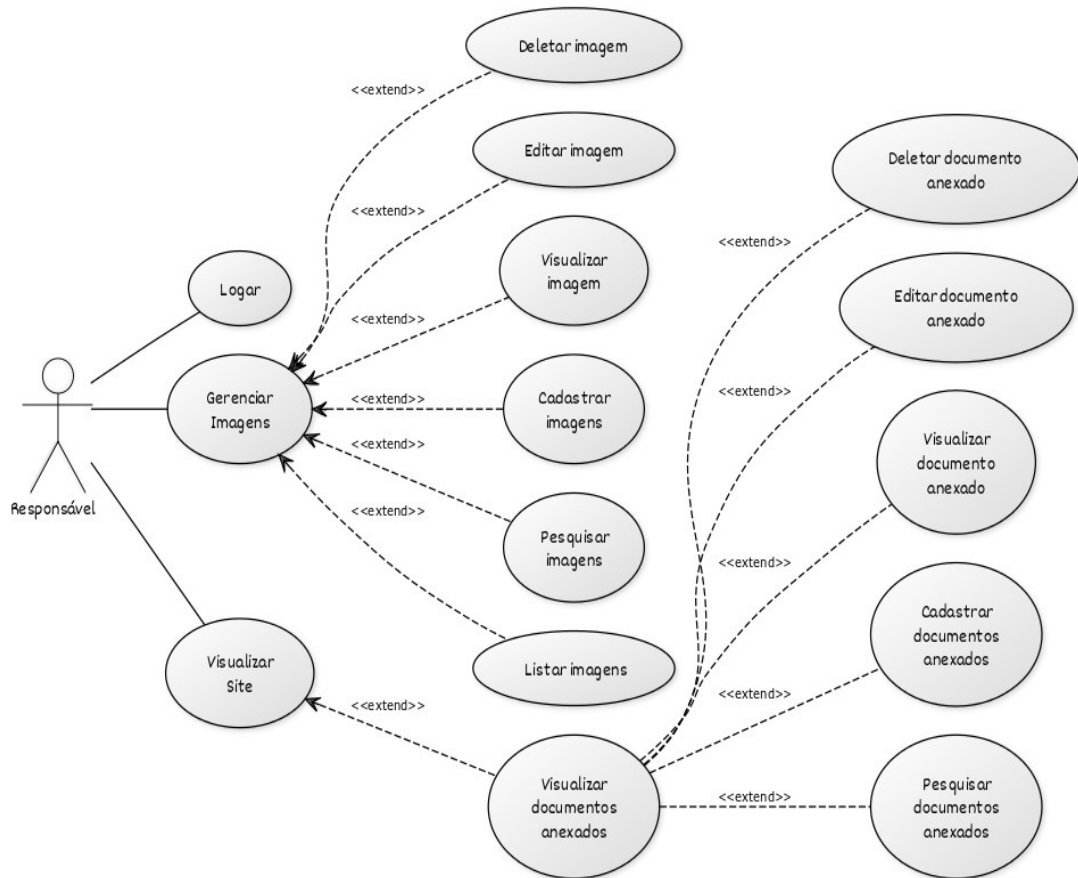 Deletar imagem
<<extend>>
Editar imagem
<<extend>>
Visualizar
imagem
<<extend>>
Logar
Gerenciar
Imagens
<<extend>>
Cadastrar
imagens
<<extend>>
Responsável
Pesquisar
imagens
<<extend>>
Visualizar
Site
Listar imagens
<<extend>>
Visualizar
documentos
anexados
Deletar documento
anexado
<<extend>>
Editar documento
anexado
<<extend>>
Visualizar
documento
anexado
<<extend>>
Cadastrar
documentos
anexados
<<extend>>
Pesquisar
documentos
anexados
<<extend>>